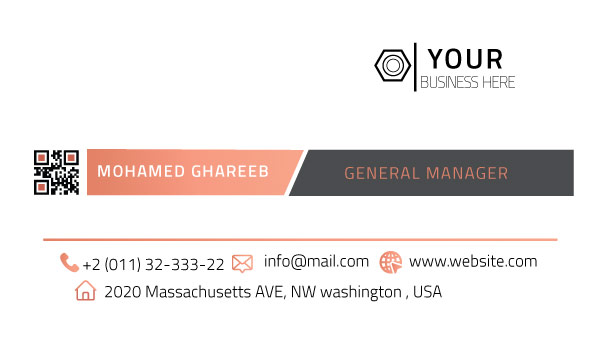 YOUR
BUSINESS HERE
MOHAMED GHAREEB GENERAL MANAGER
+2 (011) 32-333-22 info@mail.com www.website.com
2020 Massachusetts AVE, NW washington , USA